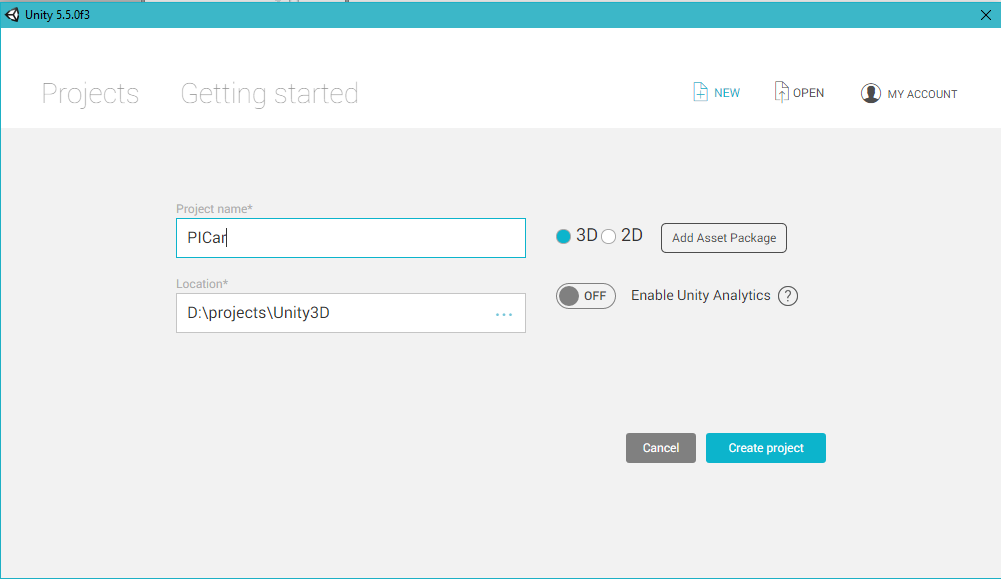 Unity 5.5.0f3
Projects Getting started NEW OPEN MY ACCOUNT
Project name*
PICar 3D 2D Add Asset Package
Location*
D:\projects\Unity3D ... OFF Enable Unity Analytics ?
Cancel Create project